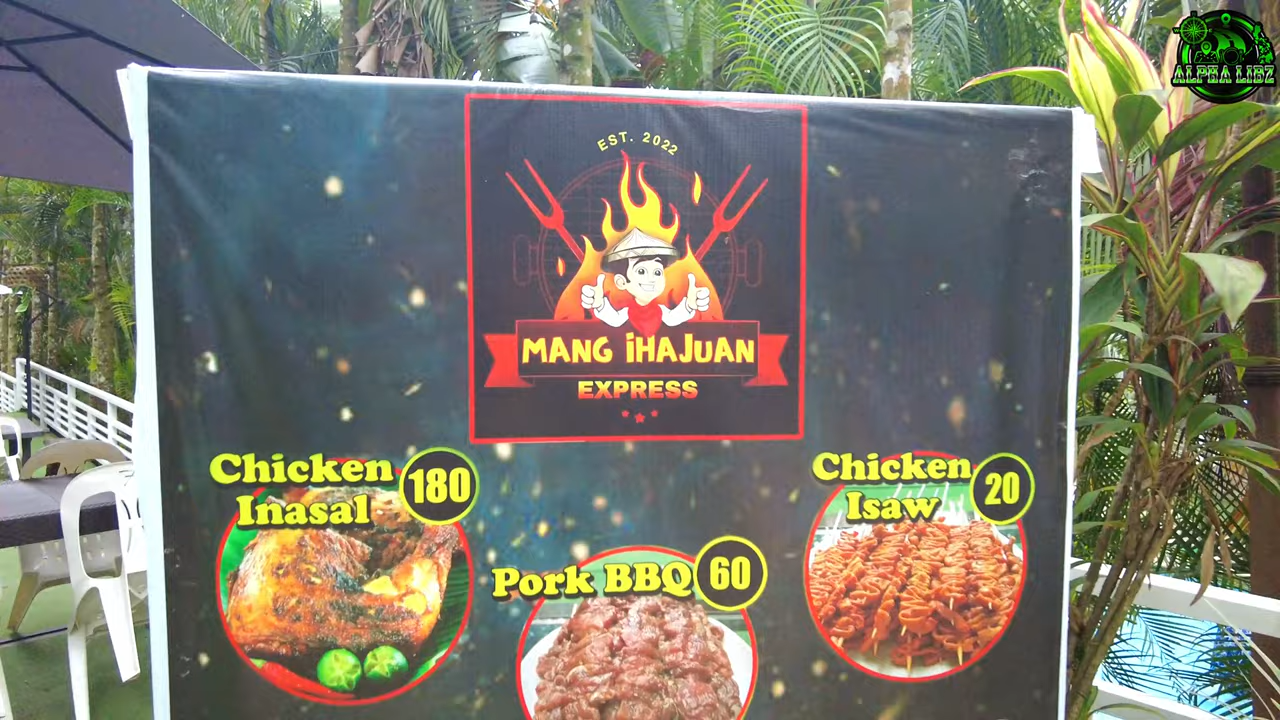 ALPHA LIBZ
EST. 2022
MANG iHAJUAN
EXPRESS
Chicken
Inasal
180
Pork BBQ
60
Chicken
Isaw
20